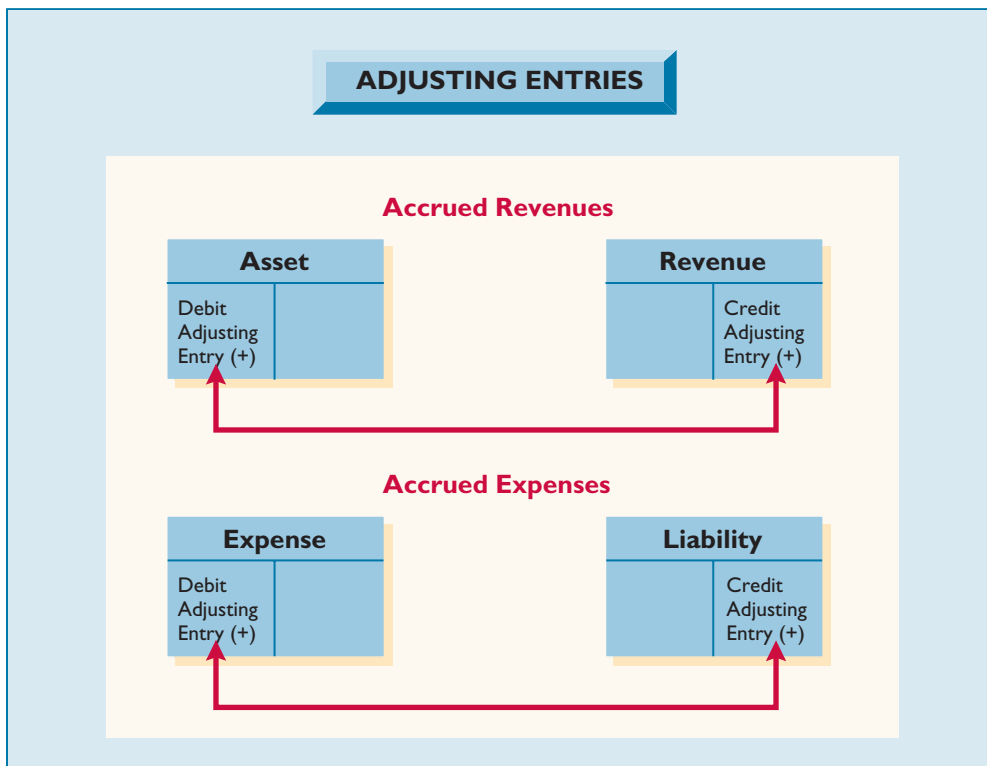 ADJUSTING ENTRIES
Accrued Revenues
Asset
Debit
Adjusting
Entry (+)
Revenue
Credit
Adjusting
Entry (+)
Accrued Expenses
Expense
Debit
Adjusting
Entry (+)
Liability
Credit
Adjusting
Entry (+)